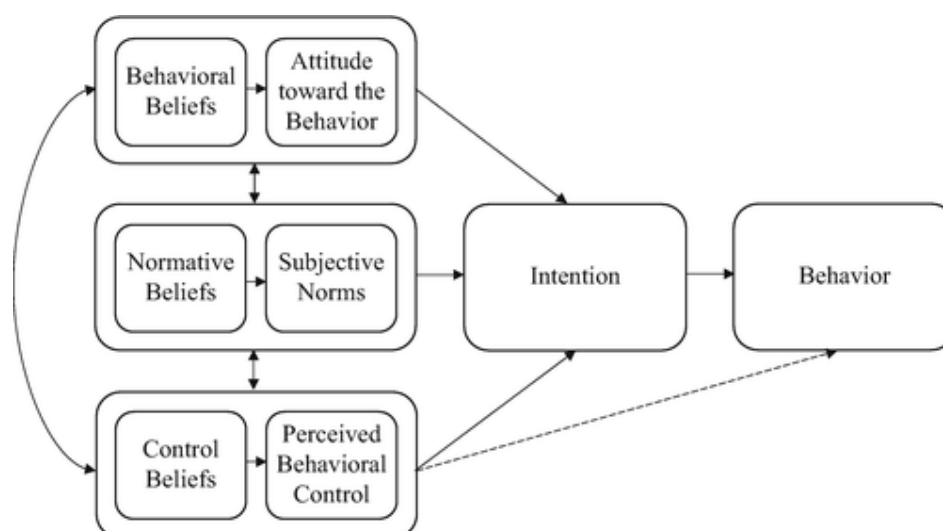 Behavioral
Beliefs
Attitude
toward the
Behavior
Normative
Beliefs
Subjective
Norms
Intention
Behavior
Control
Beliefs
Perceived
Behavioral
Control